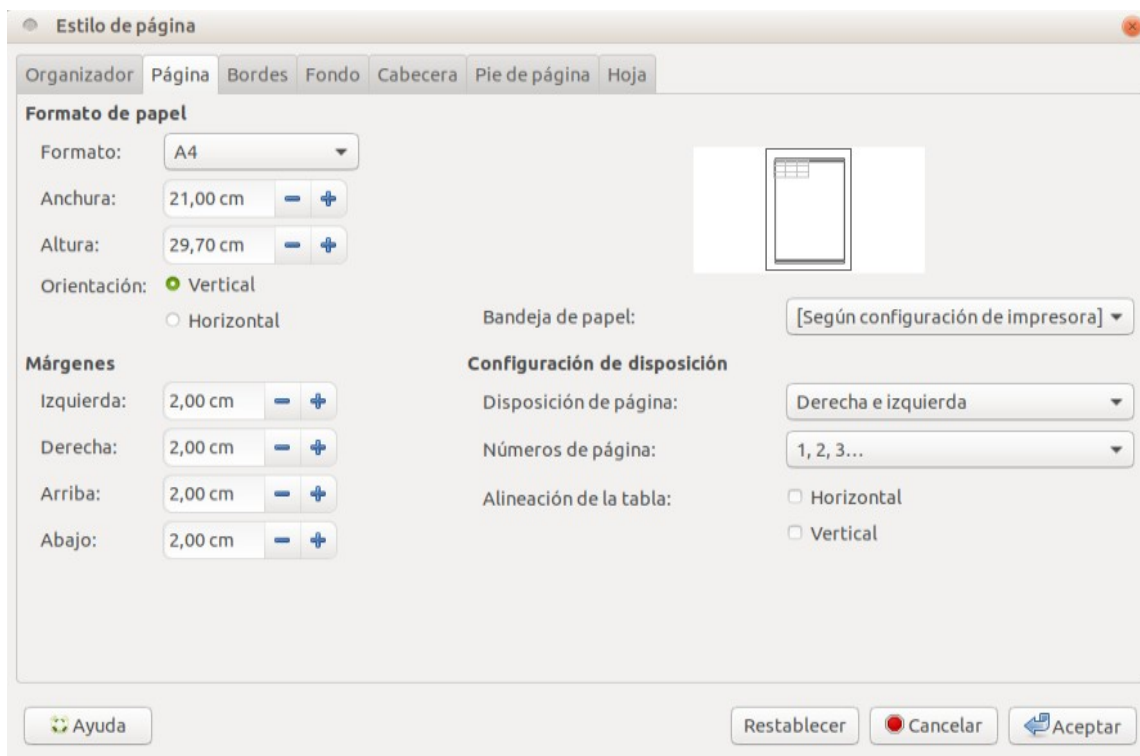 Estilo de página
Organizador Página Bordes Fondo Cabecera Pie de página Hoja
Formato de papel
Formato: A4
Anchura: 21,00 cm
Altura: 29,70 cm
Orientación: Vertical
Horizontal
Bandeja de papel: [Según configuración de impresora]
Márgenes
Izquierda: 2,00 cm
Derecha: 2,00 cm
Arriba: 2,00 cm
Abajo: 2,00 cm
Configuración de disposición
Disposición de página: Derecha e izquierda
Números de página: 1, 2, 3...
Alineación de la tabla: Horizontal
Vertical
Ayuda Restablecer Cancelar Aceptar